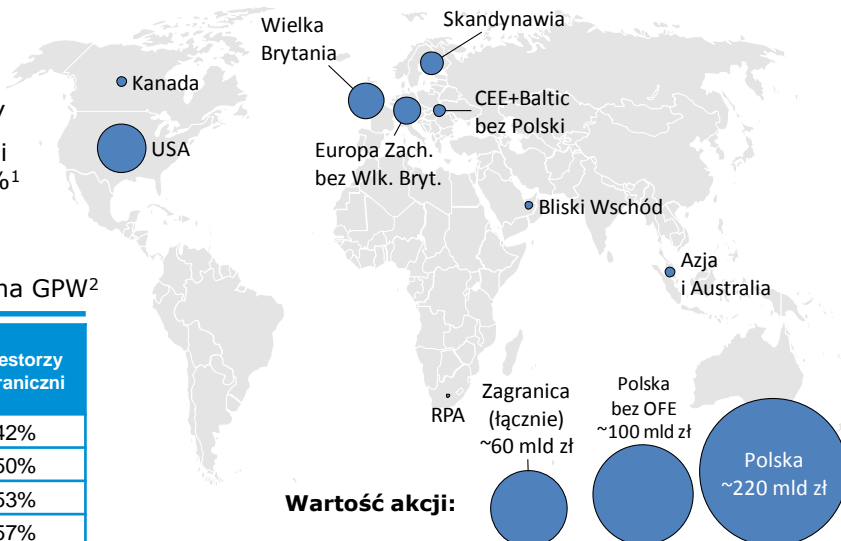 Wielka
Brytania
Skandynawia
Kanada
CEE+Baltic
bez Polski
USA
i
%1
Europa Zach.
bez Wlk. Bryt.
Bliski Wschód
Azja
i Australia
na GPW2
42%
50%
53%
57%
RPA
Zagranica
(łącznie)
~60 mld zł
Polska
bez OFE
~100 mld zł
Polska
~220 mld zł
Wartość akcji: